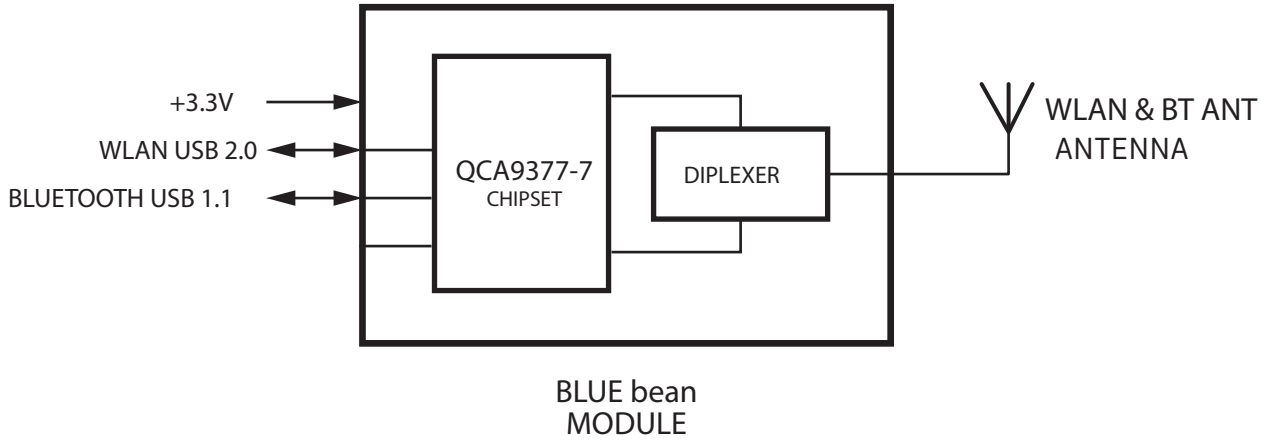 +3.3V
WLAN USB 2.0
BLUETOOTH USB 1.1
QCA9377-7
CHIPSET
DIPLEXER
WLAN & BT ANT
ANTENNA
BLUE bean
MODULE